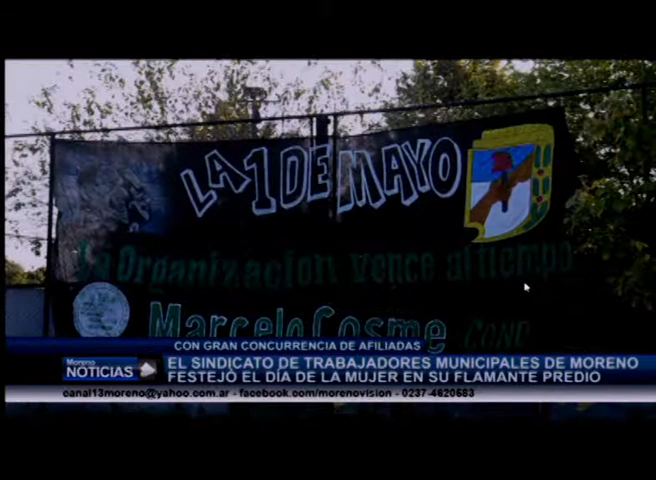 LA 1 DE MAYO
La Organizacion vence al tiempo
Marcelo Cosme
CON GRAN CONCURRENCIA DE AFILIADAS
Moreno
NOTICIAS
EL SINDICATO DE TRABAJADORES MUNICIPALES DE MORENO
FESTEJÓ EL DÍA DE LA MUJER EN SU FLAMANTE PREDIO
canal13moreno@yahoo.com.ar - facebook.com/morenovision - 0237-4620583